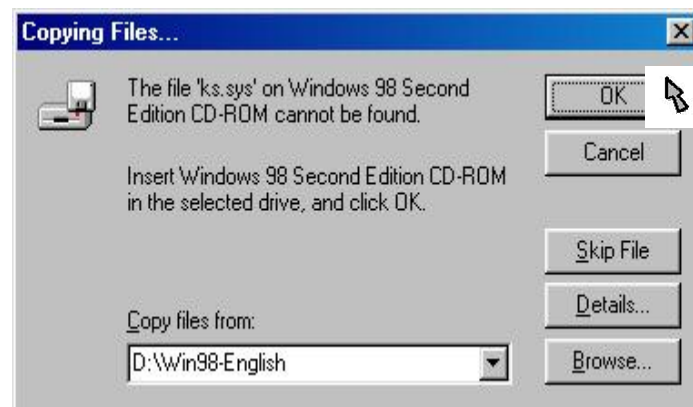 Copying Files...
The file 'ks.sys' on Windows 98 Second
Edition CD-ROM cannot be found.
Insert Windows 98 Second Edition CD-ROM
in the selected drive, and click OK.
Copy files from:
D:\Win98-English
OK
Cancel
Skip File
Details...
Browse...